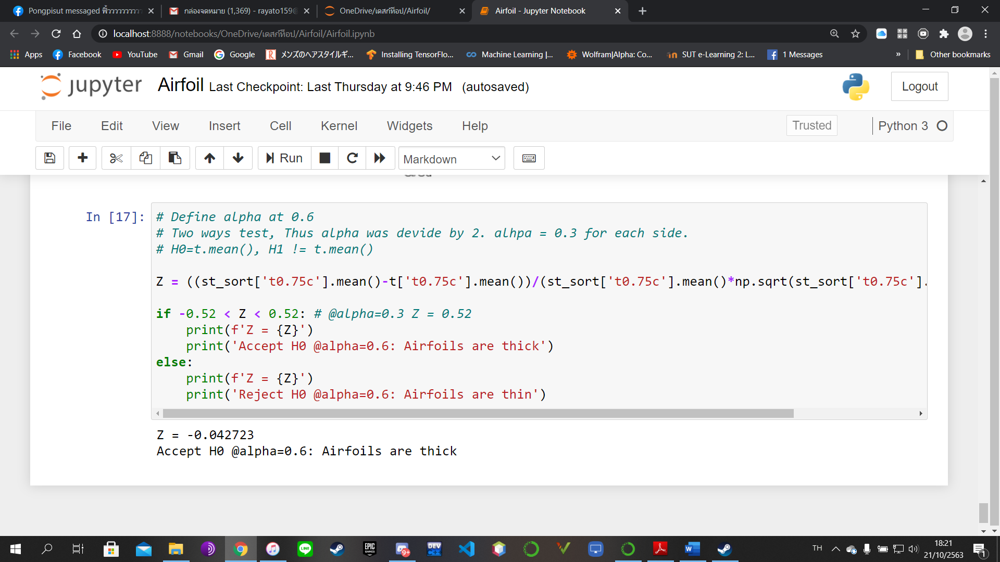 Pongpisut messaged ฟิ้วววววววววว
กล่องจดหมาย (1,369) - rayato159@
OneDrive/เดสก์ท็อป/Airfoil/
Airfoil - Jupyter Notebook
localhost:8888/notebooks/OneDrive/เดสก์ท็อป/Airfoil/Airfoil.ipynb
Apps
Facebook
YouTube
Gmail
Google
メンズのヘアスタイルギ...
Installing TensorFlo...
Machine Learning |...
Wolfram|Alpha: Co...
SUT e-Learning 2: L...
1 Messages
»
Other bookmarks
jupyter
Airfoil Last Checkpoint: Last Thursday at 9:46 PM (autosaved)
Logout
File Edit View Insert Cell Kernel Widgets Help
Trusted
Python 3
Run
Markdown
In [17]:
# Define alpha at 0.6
# Two ways test, Thus alpha was devide by 2. alhpa = 0.3 for each side.
# H0=t.mean(), H1 != t.mean()
Z = ((st_sort['t0.75c'].mean()-t['t0.75c'].mean())/(st_sort['t0.75c'].mean()*np.sqrt(st_sort['t0.75c'].
if -0.52 < Z < 0.52: # @alpha=0.3 Z = 0.52
print(f'Z = {Z}')
print('Accept H0 @alpha=0.6: Airfoils are thick')
else:
print(f'Z = {Z}')
print('Reject H0 @alpha=0.6: Airfoils are thin')
Z = -0.042723
Accept H0 @alpha=0.6: Airfoils are thick
LINE
EPIC
GAMES
9+
DEV
C++
TH
18:21
21/10/2563
1